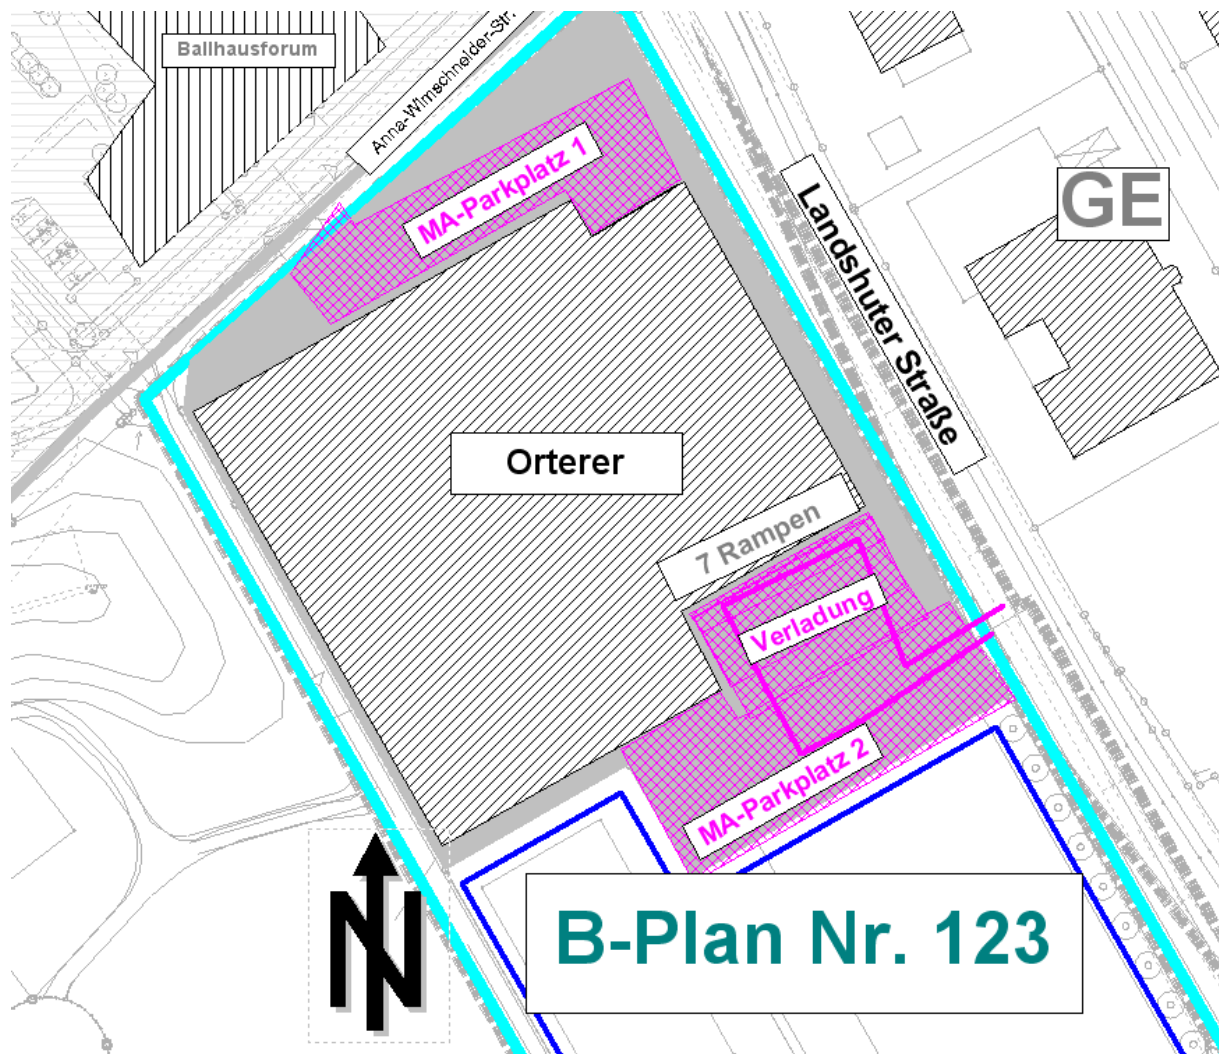 Ballhausforum
Anna-Wimschneider-Str.
MA-Parkplatz 1
GE
Landshuter Straße
Orterer
7 Rampen
Verladung
MA-Parkplatz 2
N
B-Plan Nr. 123